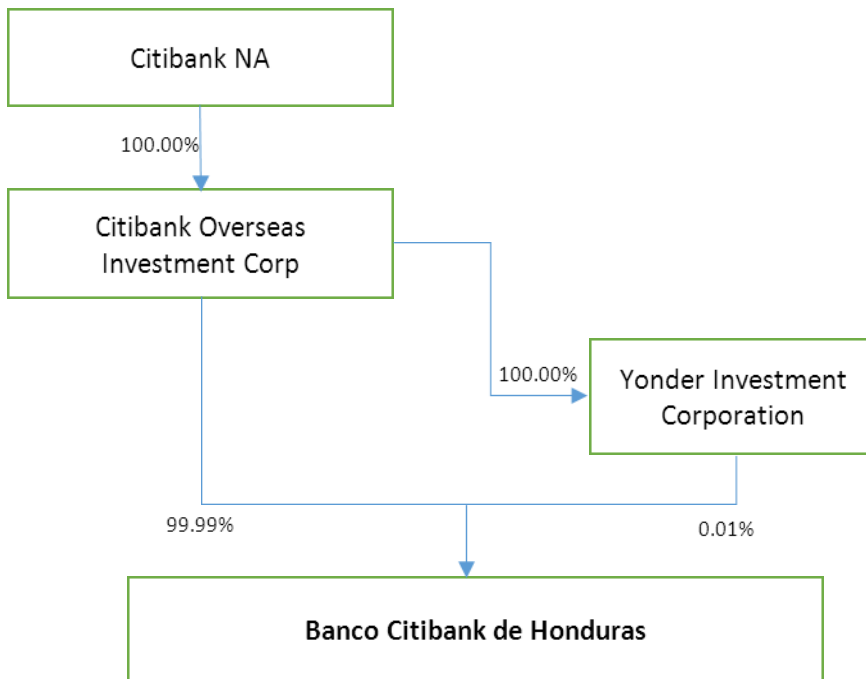 Citibank NA
100.00%
Citibank Overseas
Investment Corp
100.00%
Yonder Investment
Corporation
99.99%
0.01%
Banco Citibank de Honduras